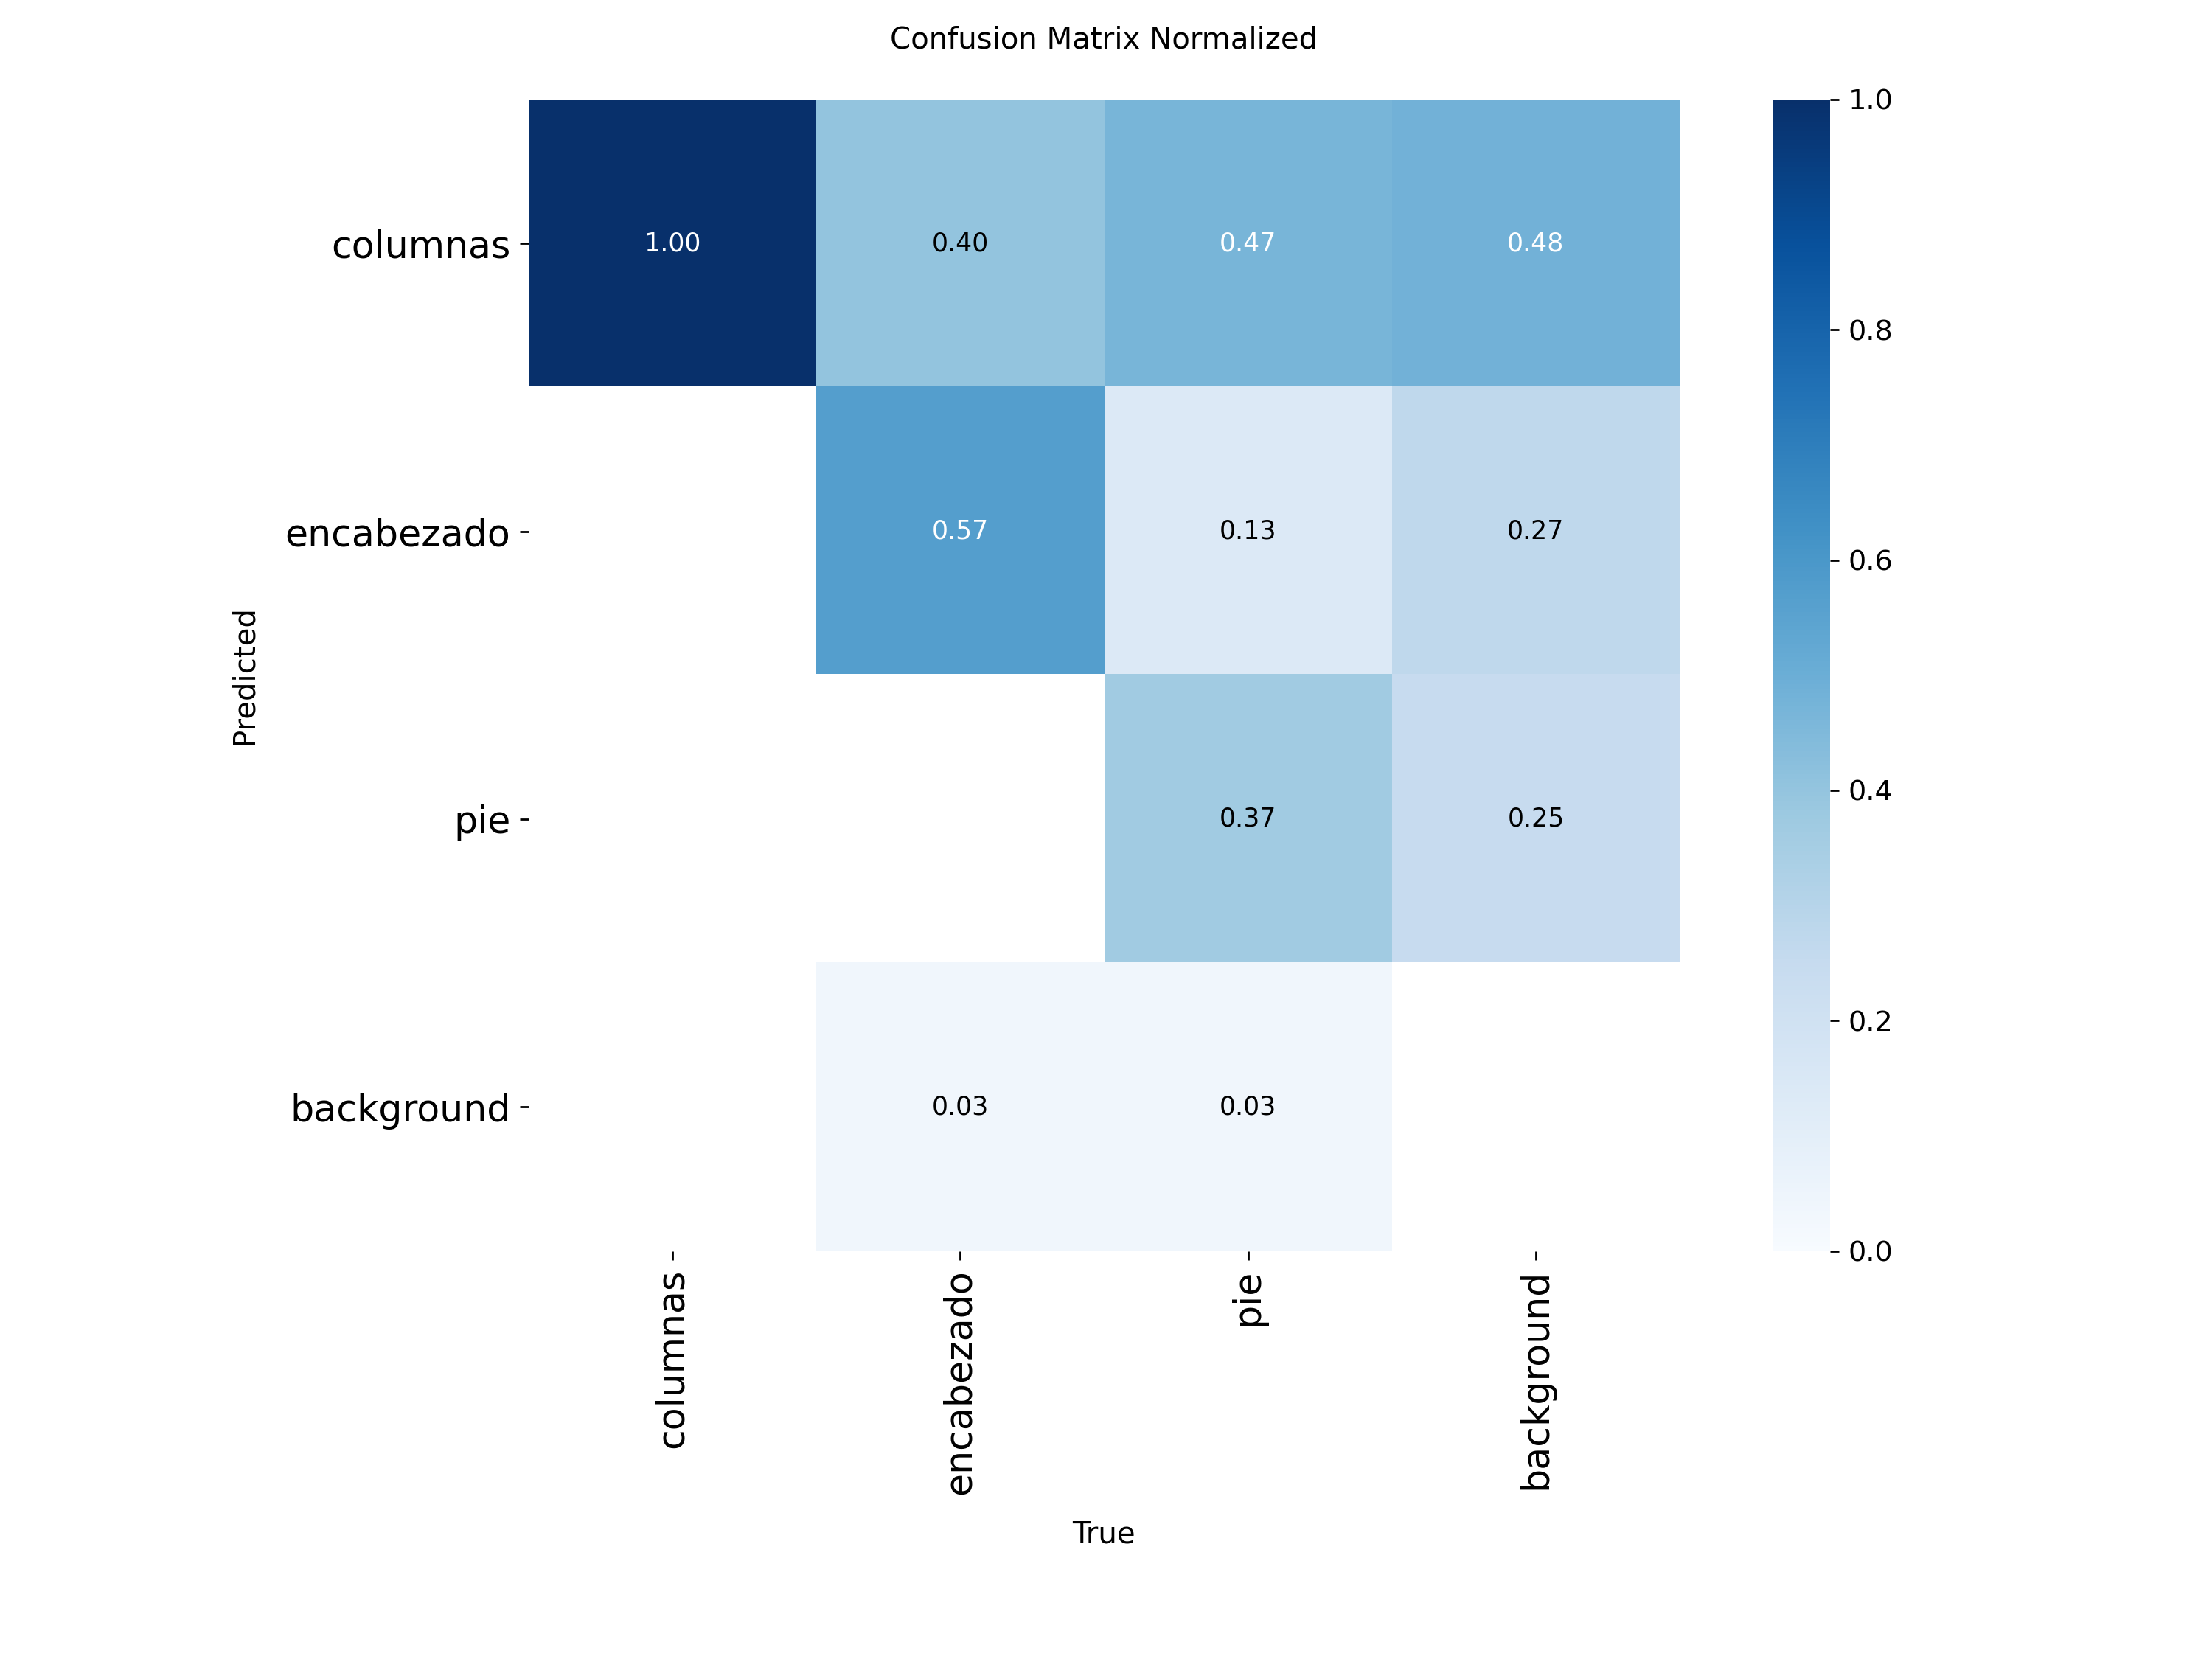 Confusion Matrix Normalized
columnas
1.00 0.40 0.47 0.48
1.0
0.8
encabezado
0.57 0.13 0.27
0.6
Predicted
pie
0.37 0.25
0.4
0.2
background
0.03 0.03
0.0
columnas
encabezado
pie
background
True